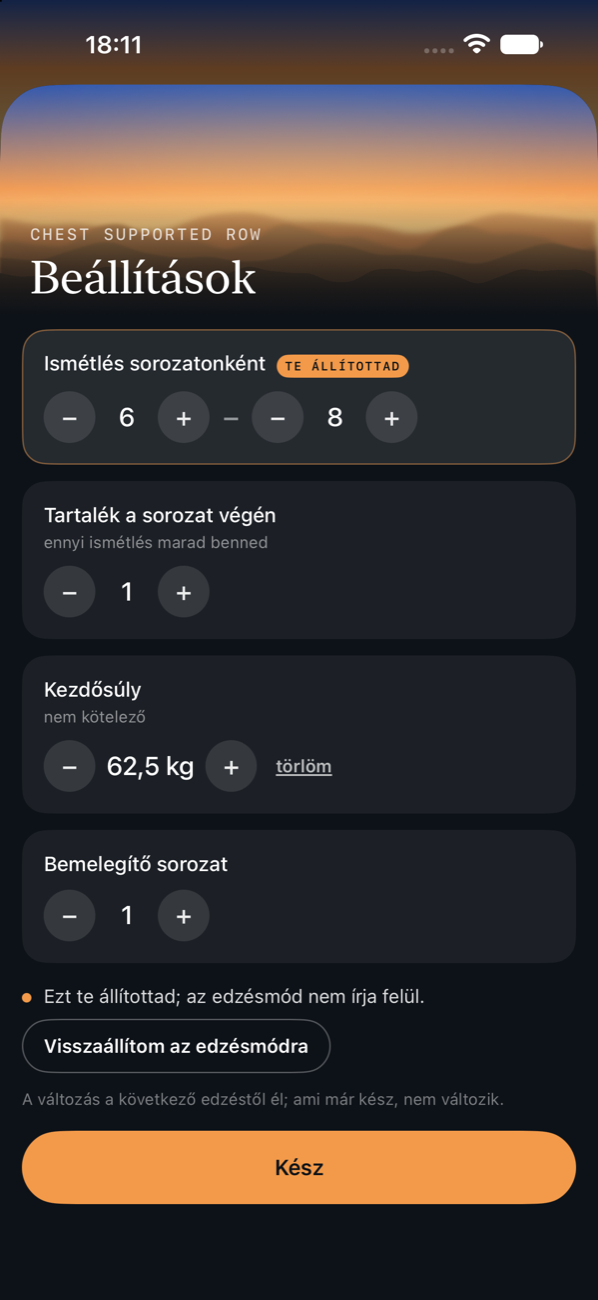 18:11
CHEST SUPPORTED ROW
Beállítások
Ismétlés sorozatonként TE ÁLLÍTOTTAD
− 6 + – − 8 +
Tartalék a sorozat végén
ennyi ismétlés marad benned
− 1 +
Kezdősúly
nem kötelező
− 62,5 kg + törlöm
Bemelegítő sorozat
− 1 +
Ezt te állítottad; az edzésmód nem írja felül.
Visszaállítom az edzésmódra
A változás a következő edzéstől él; ami már kész, nem változik.
Kész